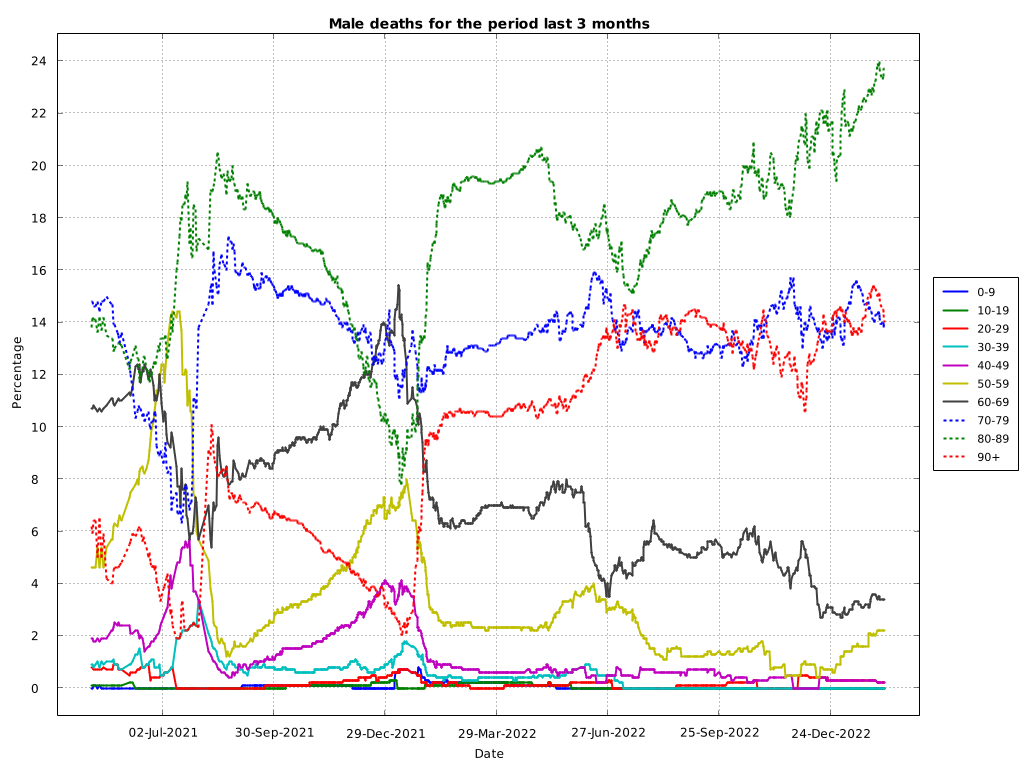 Male deaths for the period last 3 months
Percentage
24
22
20
18
16
14
12
10
8
6
4
2
0
02-Jul-2021
30-Sep-2021
29-Dec-2021
29-Mar-2022
27-Jun-2022
25-Sep-2022
24-Dec-2022
Date
0-9
10-19
20-29
30-39
40-49
50-59
60-69
70-79
80-89
90+